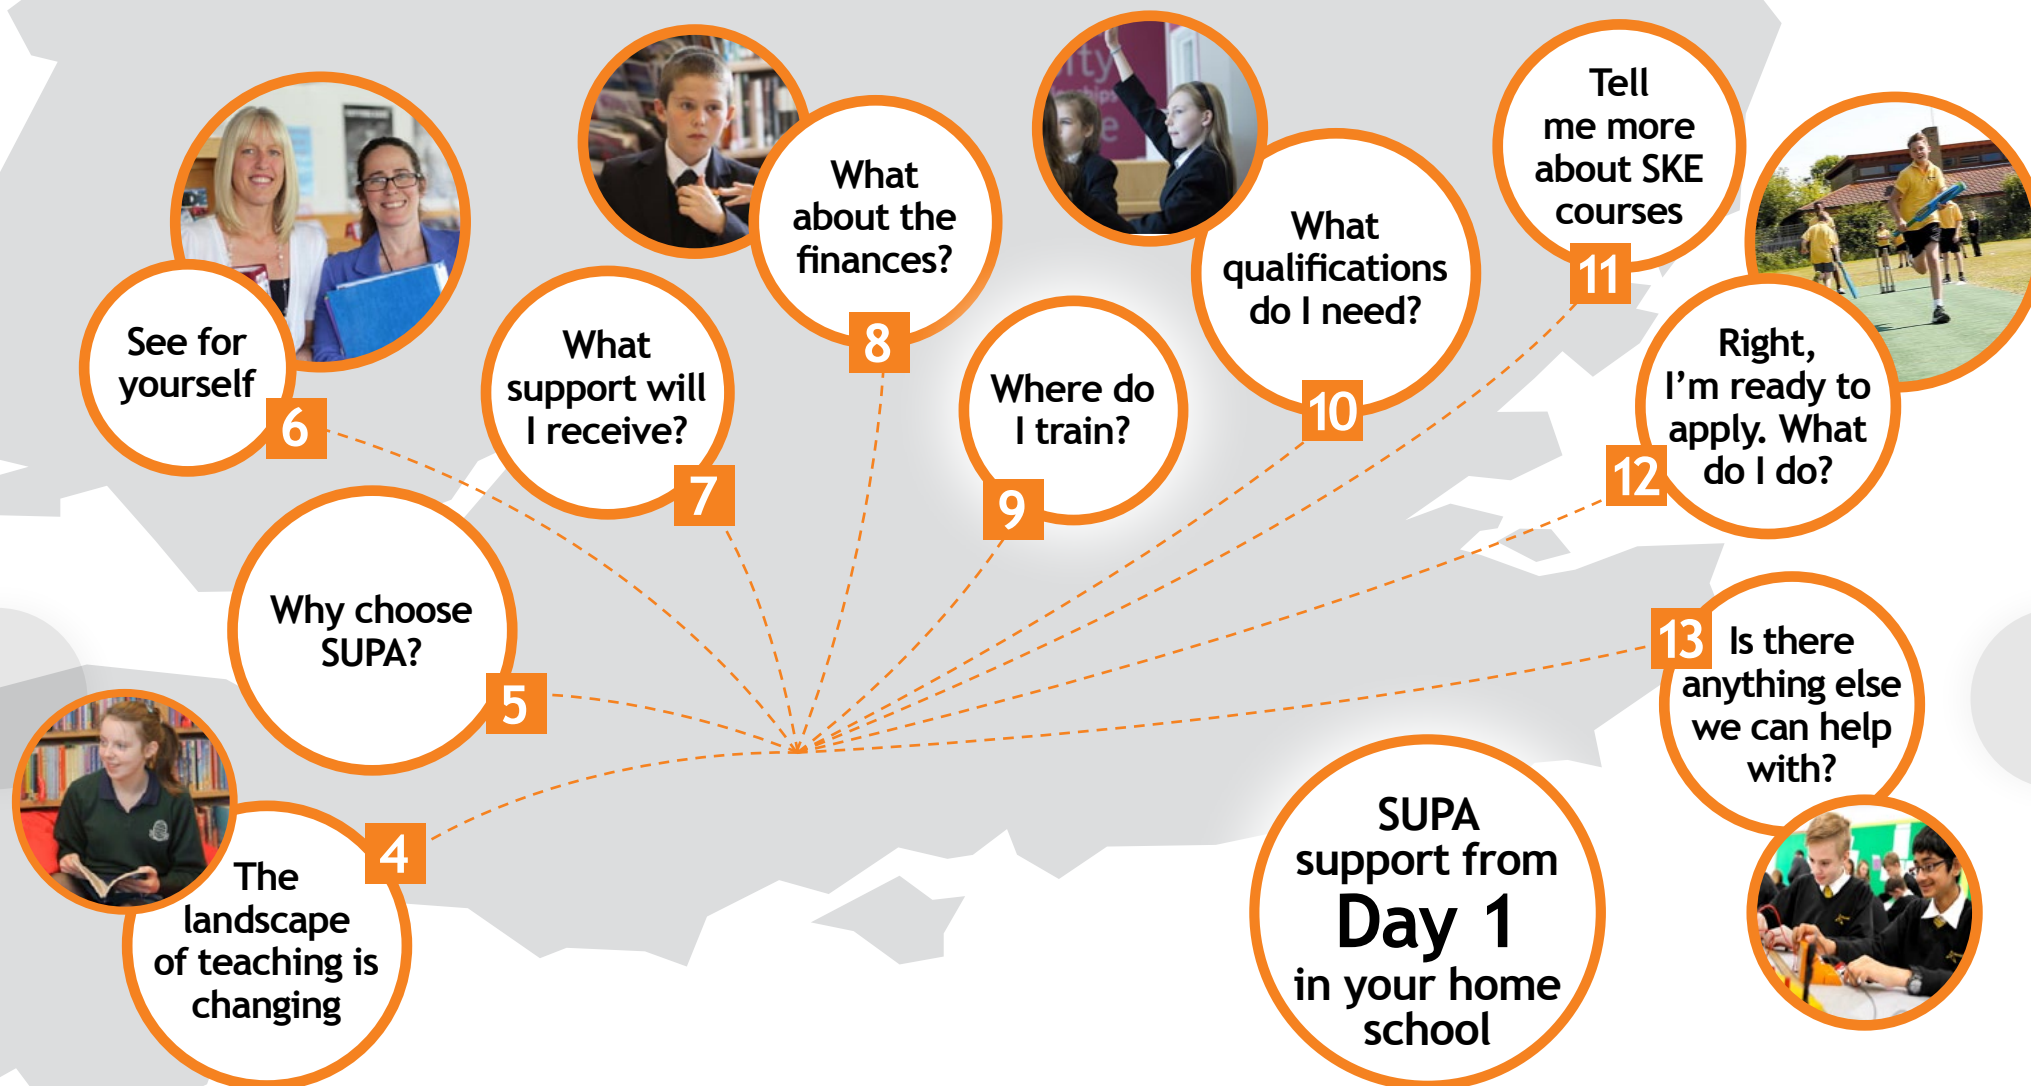 The
landscape
of teaching is
changing
4
Why choose
SUPA?
5
See for
yourself
6
What
support will
I receive?
7
What
about the
finances?
8
Where do
I train?
9
What
qualifications
do I need?
10
Tell
me more
about SKE
courses
11
Right,
I’m ready to
apply. What
do I do?
12
13
Is there
anything else
we can help
with?
SUPA
support from
Day 1
in your home
school